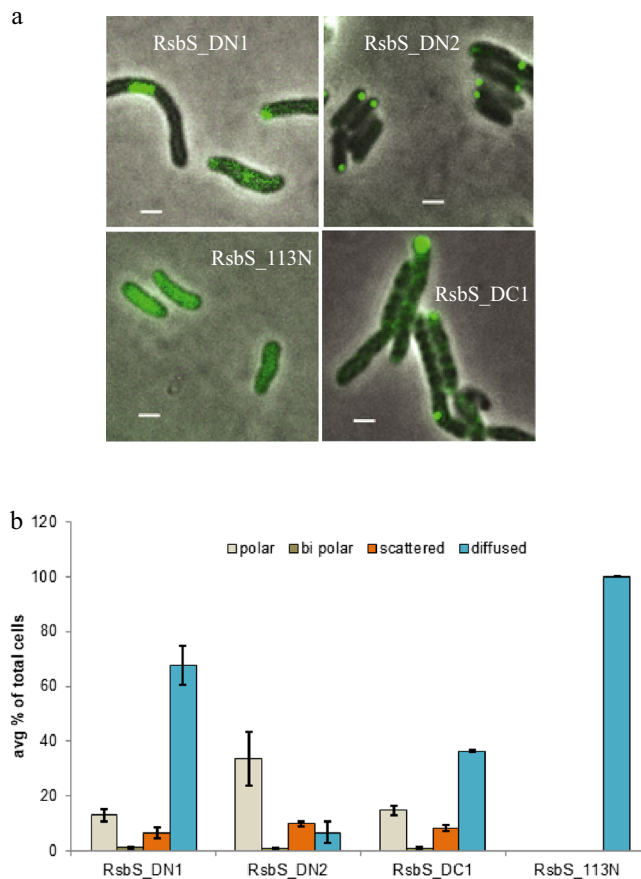 a
RsbS_DN1
RsbS_DN2
RsbS_113N
RsbS_DC1
b
120
100
80
60
40
20
0
avg % of total cells
polar
bi polar
scattered
diffused
RsbS_DN1
RsbS_DN2
RsbS_DC1
RsbS_113N